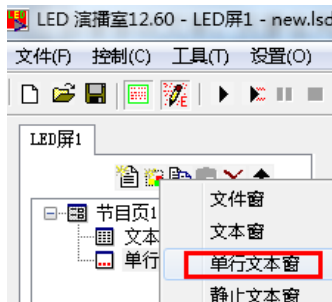 LED 演播室12.60 - LED屏1 - new.lsd
文件(F) 控制(C) 工具(T) 设置(O)
LED屏1
节目页1
文本
单行
文件窗
文本窗
单行文本窗
静止文本窗